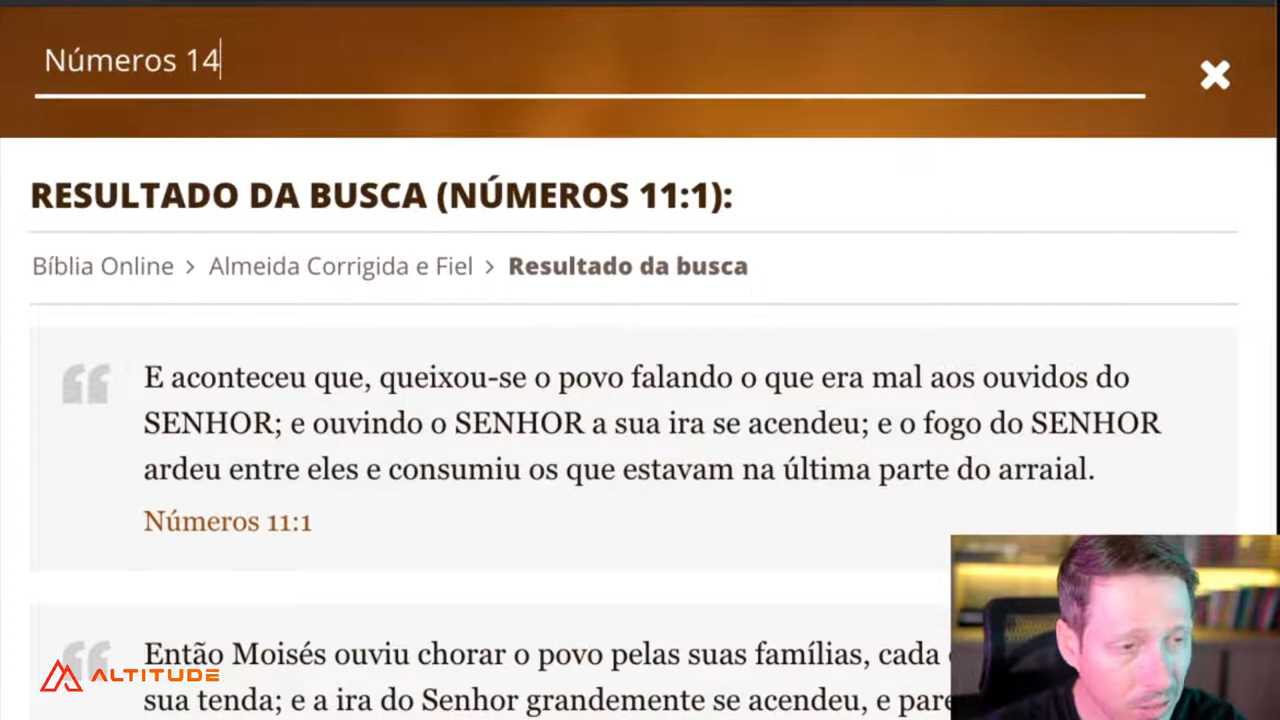 Números 14
RESULTADO DA BUSCA (NÚMEROS 11:1):
Bíblia Online > Almeida Corrigida e Fiel > Resultado da busca
E aconteceu que, queixou-se o povo falando o que era mal aos ouvidos do
SENHOR; e ouvindo o SENHOR a sua ira se acendeu; e o fogo do SENHOR
ardeu entre eles e consumiu os que estavam na última parte do arraial.
Números 11:1
Então Moisés ouviu chorar o povo pelas suas famílias, cada
sua tenda; e a ira do Senhor grandemente se acendeu, e
ALTITUDE